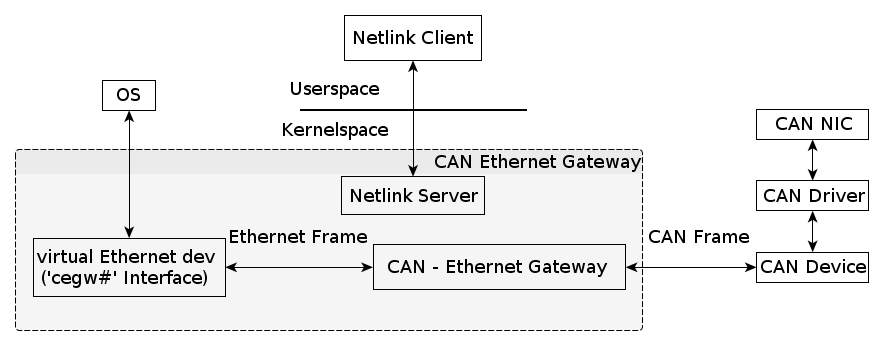 Netlink Client
Userspace
OS
Kernelspace
CAN NIC
CAN Ethernet Gateway
Netlink Server
CAN Driver
Ethernet Frame
CAN Frame
virtual Ethernet dev
('cegw#' Interface)
CAN - Ethernet Gateway
CAN Device